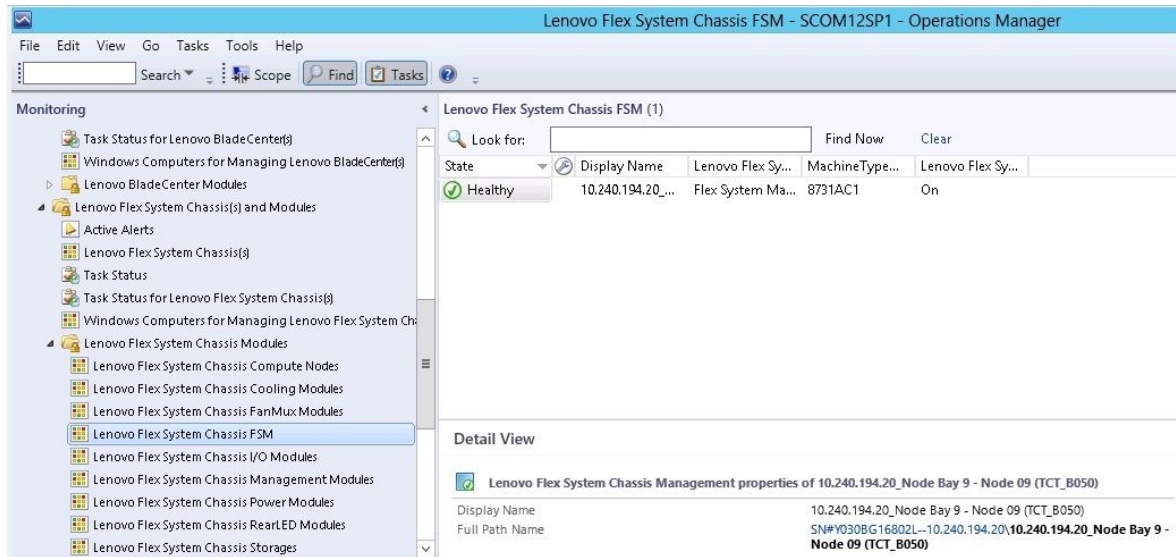 Lenovo Flex System Chassis FSM - SCOM12SP1 - Operations Manager
File Edit View Go Tasks Tools Help
Search Scope Find Tasks
Monitoring
Task Status for Lenovo BladeCenter(s)
Windows Computers for Managing Lenovo BladeCenter(s)
Lenovo BladeCenter Modules
Lenovo Flex System Chassis(s) and Modules
Active Alerts
Lenovo Flex System Chassis(s)
Task Status
Task Status for Lenovo Flex System Chassis(s)
Windows Computers for Managing Lenovo Flex System Ch
Lenovo Flex System Chassis Modules
Lenovo Flex System Chassis Compute Nodes
Lenovo Flex System Chassis Cooling Modules
Lenovo Flex System Chassis FanMux Modules
Lenovo Flex System Chassis FSM
Lenovo Flex System Chassis I/O Modules
Lenovo Flex System Chassis Management Modules
Lenovo Flex System Chassis Power Modules
Lenovo Flex System Chassis RearLED Modules
Lenovo Flex System Chassis Storages
Lenovo Flex System Chassis FSM (1)
Look for: Find Now Clear
State Display Name Lenovo Flex Sy... MachineType... Lenovo Flex Sy...
Healthy 10.240.194.20_... Flex System Ma... 8731AC1 On
Detail View
Lenovo Flex System Chassis Management properties of 10.240.194.20_Node Bay 9 - Node 09 (TCT_B050)
Display Name 10.240.194.20_Node Bay 9 - Node 09 (TCT_B050)
Full Path Name SN#Y030BG16802L--10.240.194.20\10.240.194.20_Node Bay 9 -
Node 09 (TCT_B050)